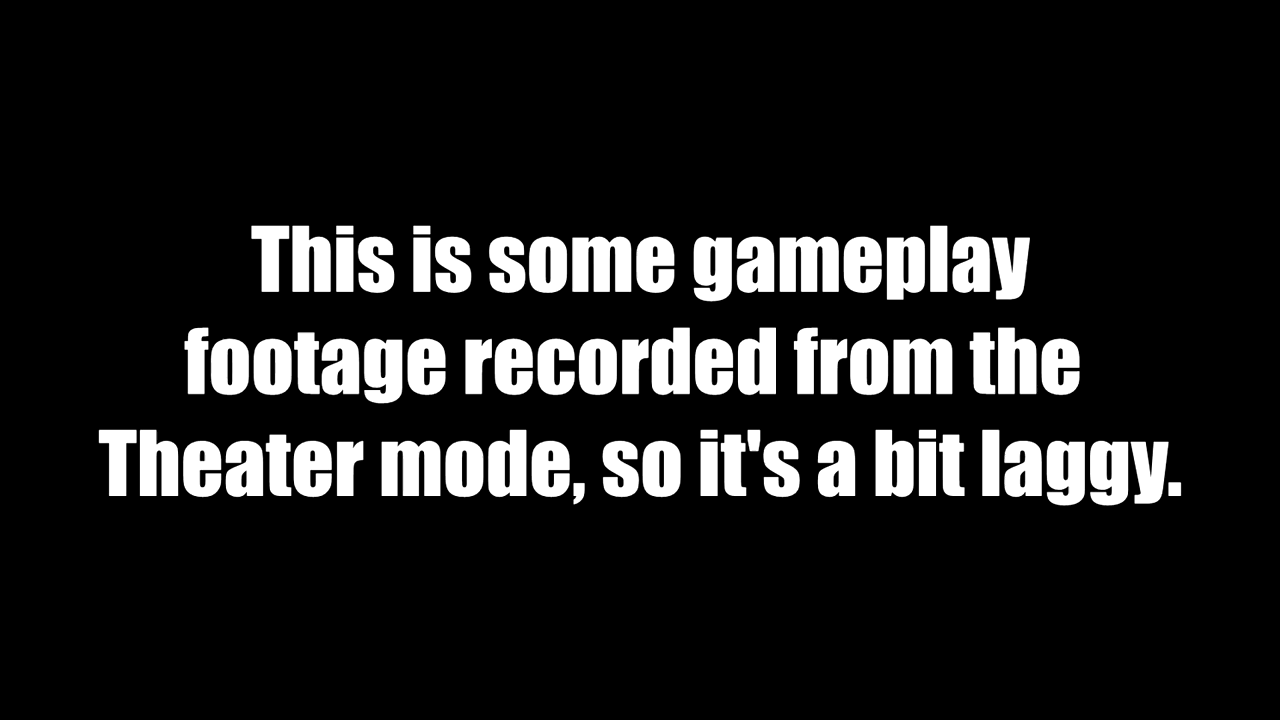 This is some gameplay
footage recorded from the
Theater mode, so it's a bit laggy.